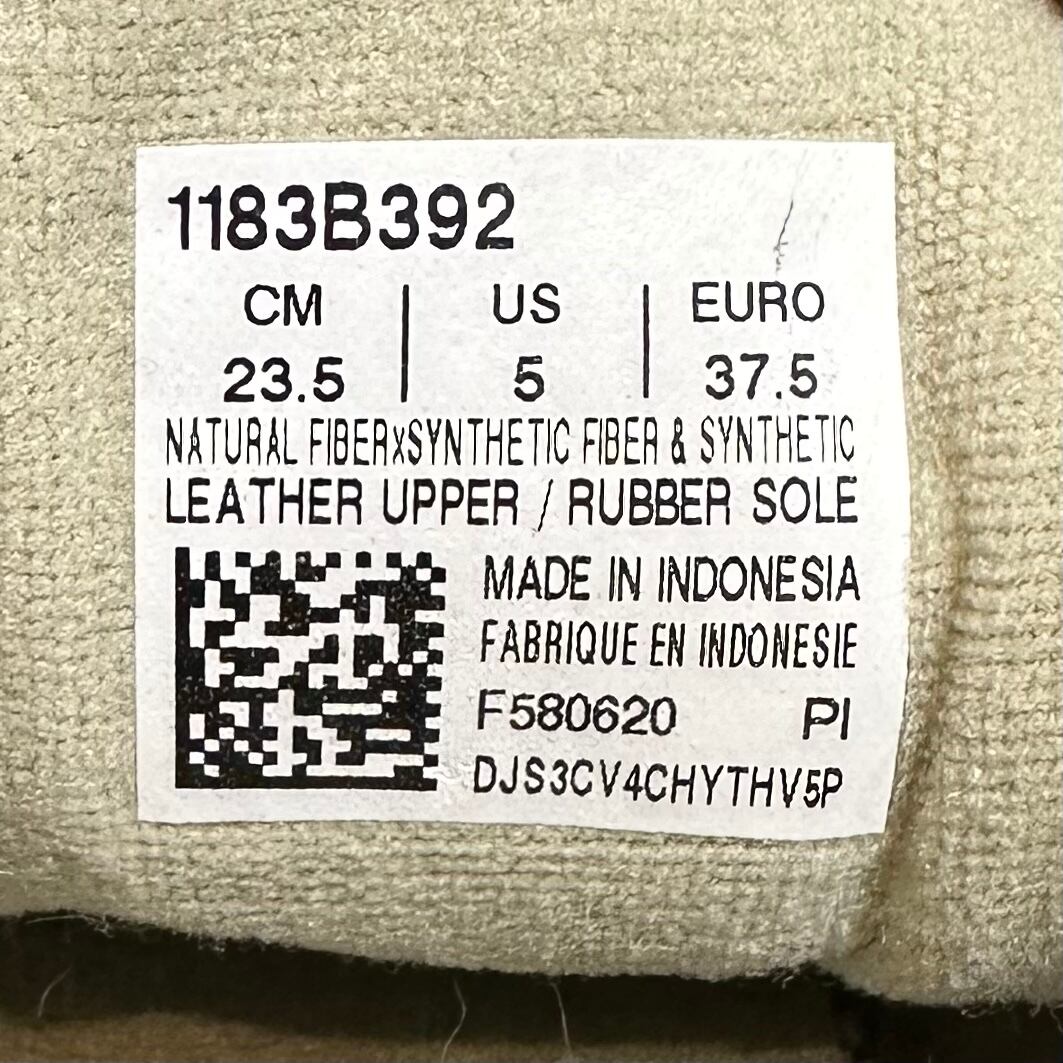 1183B392
CM | US | EURO
23.5 | 5 | 37.5
NATURAL FIBERxSYNTHETIC FIBER & SYNTHETIC
LEATHER UPPER / RUBBER SOLE
MADE IN INDONESIA
FABRIQUE EN INDONESIE
F580620 PI
DJS3CV4CHYTHV5P